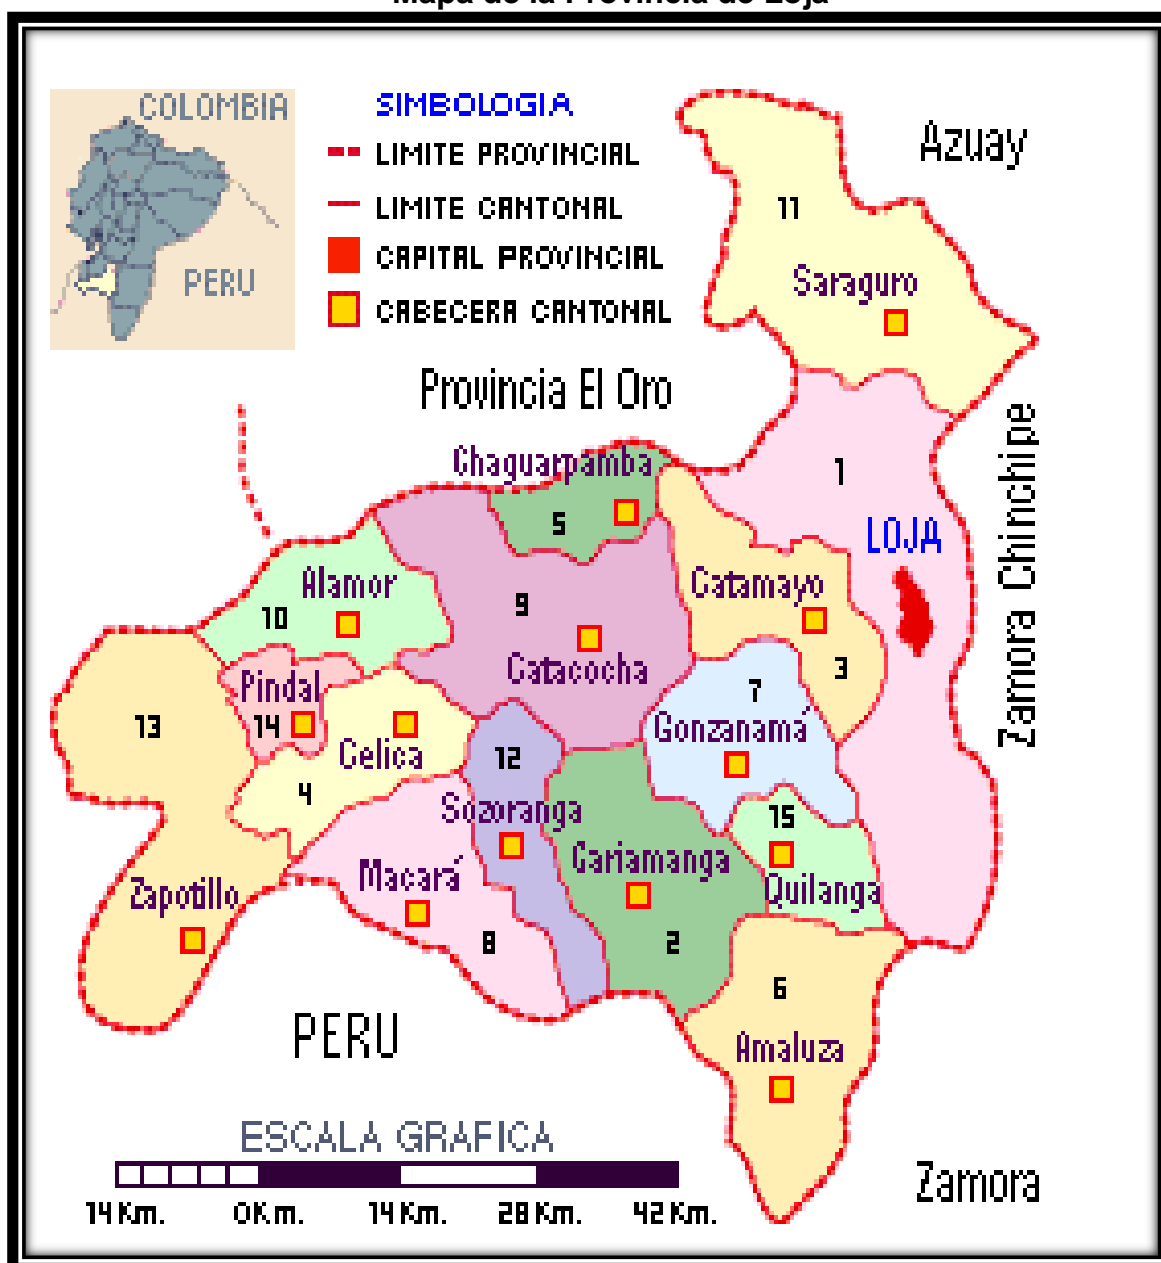 Mapa de la Provincia de Loja
COLOMBIA
PERU
SIMBOLOGIA
LIMITE PROVINCIAL
LIMITE CANTONAL
CAPITAL PROVINCIAL
CABECERA CANTONAL
Azuay
11
Saraguro
Provincia El Oro
Zamora Chinchipe
Chaguarpamba
5
1
LOJA
Alamor
10
9
Catacocha
Catamayo
3
7
Gonzanamá
Pindal
14
13
Celica
4
12
Sozoranga
15
Quilanga
Cariamanga
2
Macará
8
Zapotillo
6
Amaluza
PERU
Zamora
ESCALA GRAFICA
14 Km. 0 Km. 14 Km. 28 Km. 42 Km.